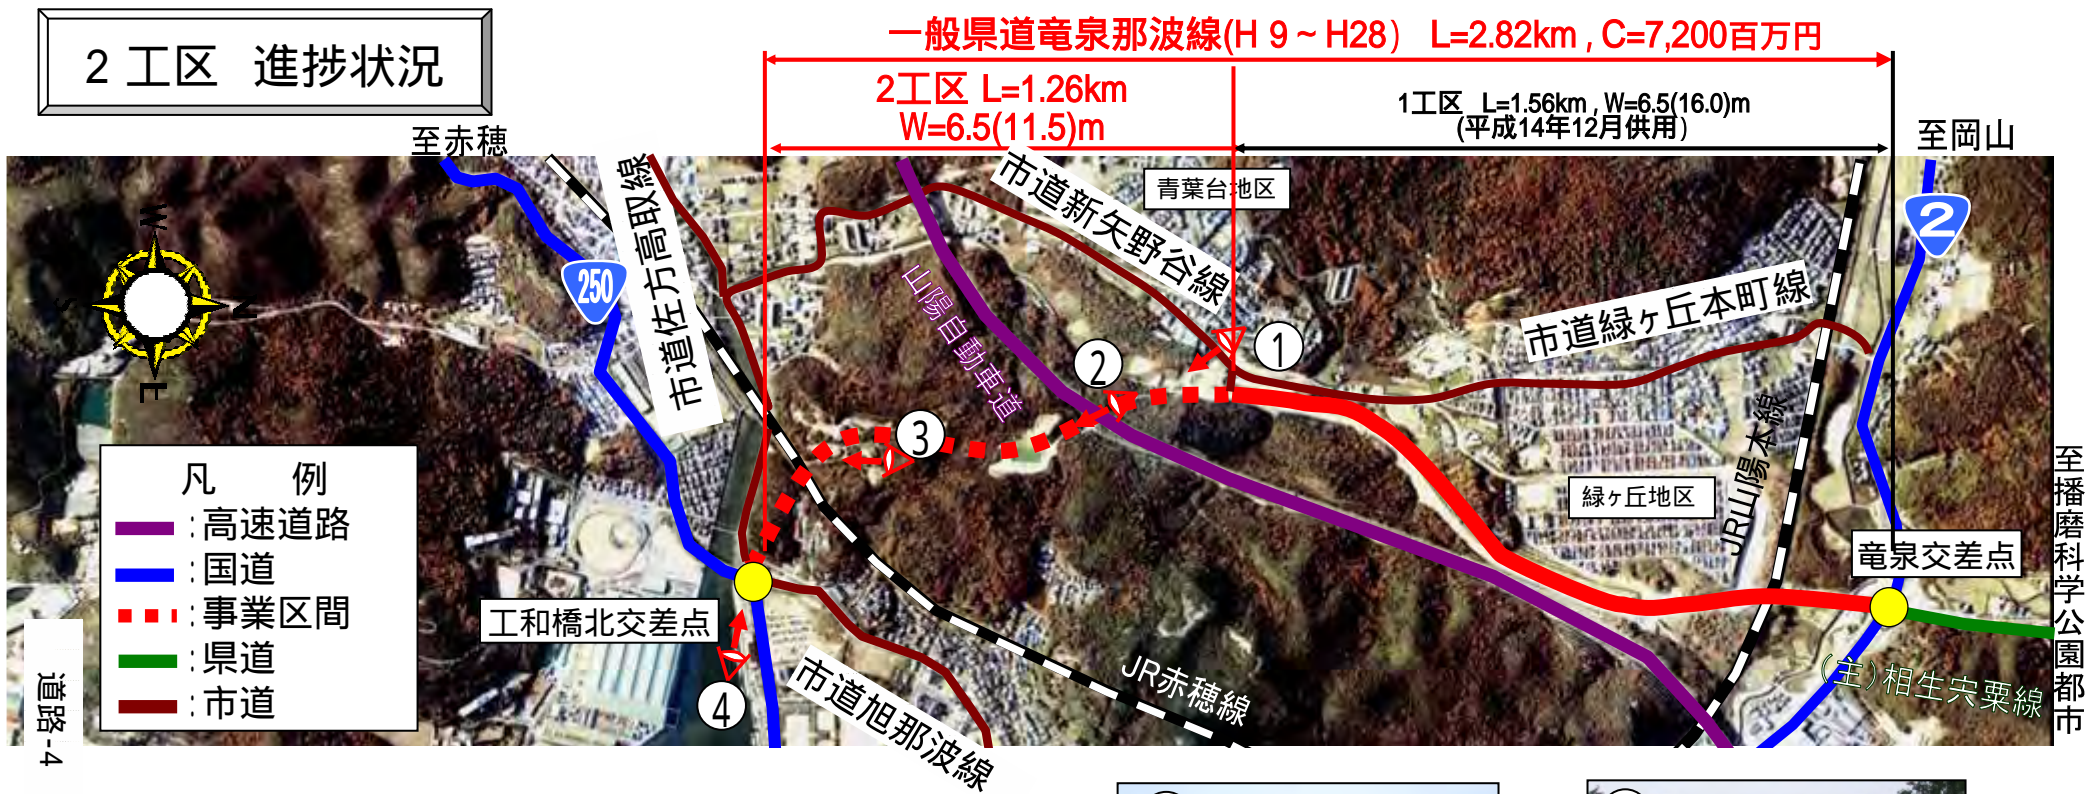 2工区 進捗状況
一般県道竜泉那波線(H9~H28) L=2.82km, C=7,200百万円
2工区 L=1.26km
W=6.5(11.5)m
1工区 L=1.56km, W=6.5(16.0)m
(平成14年12月供用)
至赤穂
至岡山
市道佐方高取線
市道新矢野谷線
青葉台地区
2
250
W
N
S
E
山陽自動車道
市道緑ヶ丘本町線
1
2
3
JR山陽本線
緑ヶ丘地区
至播磨科学公園都市
竜泉交差点
凡 例
:高速道路
:国道
:事業区間
:県道
:市道
工和橋北交差点
4
市道旭那波線
JR赤穂線
(主)相生宍粟線
道路-4